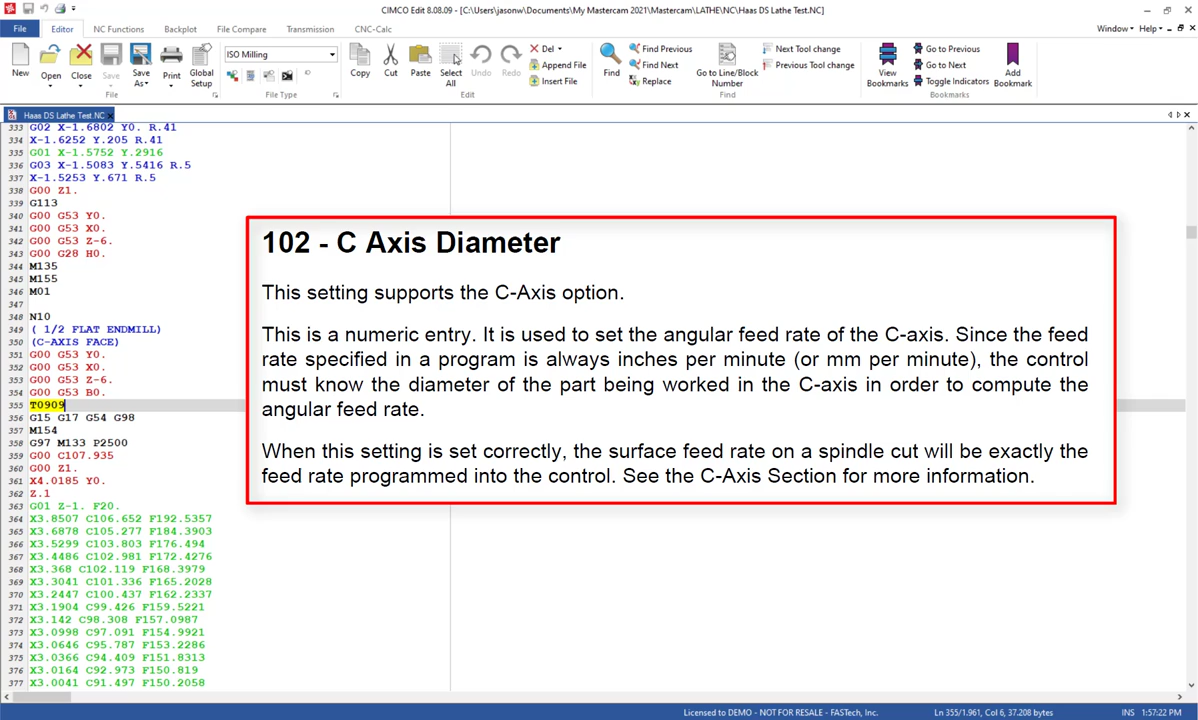 CIMCO Edit 8.08.09 - [C:\Users\jasonw\Documents\My Mastercam 2021\Mastercam\LATHE\NC\Haas DS Lathe Test.NC]
File Editor NC Functions Backplot File Compare Transmission CNC-Calc Window Help
New Open Close Save Save As Print Global Setup
ISO Milling
Copy Cut Paste Select All Undo Redo
Del
Append File
Insert File
Find
Find Previous
Find Next
Replace
Go to Line/Block Number
Next Tool change
Previous Tool change
View Bookmarks
Go to Previous
Go to Next
Toggle Indicators
Add Bookmark
File File Type Edit Find Bookmarks
Haas DS Lathe Test.NC
333 G02 X-1.6802 Y0. R.41
334 X-1.6252 Y.205 R.41
335 G01 X-1.5752 Y.2916
336 G03 X-1.5083 Y.5416 R.5
337 X-1.5253 Y.671 R.5
338 G00 Z1.
339 G113
340 G00 G53 Y0.
341 G00 G53 X0.
342 G00 G53 Z-6.
343 G00 G28 H0.
344 M135
345 M155
346 M01
347
348 N10
349 ( 1/2 FLAT ENDMILL)
350 (C-AXIS FACE)
351 G00 G53 Y0.
352 G00 G53 X0.
353 G00 G53 Z-6.
354 G00 G53 B0.
355 T0909
356 G15 G17 G54 G98
357 M154
358 G97 M133 P2500
359 G00 C107.935
360 G00 Z1.
361 X4.0185 Y0.
362 Z.1
363 G01 Z-1. F20.
364 X3.8507 C106.652 F192.5357
365 X3.6878 C105.277 F184.3903
366 X3.5299 C103.803 F176.494
367 X3.4486 C102.981 F172.4276
368 X3.368 C102.119 F168.3979
369 X3.3041 C101.336 F165.2028
370 X3.2447 C100.437 F162.2337
371 X3.1904 C99.426 F159.5221
372 X3.142 C98.308 F157.0987
373 X3.0998 C97.091 F154.9921
374 X3.0646 C95.787 F153.2286
375 X3.0366 C94.409 F151.8313
376 X3.0164 C92.973 F150.819
377 X3.0041 C91.497 F150.2058
102 - C Axis Diameter
This setting supports the C-Axis option.
This is a numeric entry. It is used to set the angular feed rate of the C-axis. Since the feed
rate specified in a program is always inches per minute (or mm per minute), the control
must know the diameter of the part being worked in the C-axis in order to compute the
angular feed rate.
When this setting is set correctly, the surface feed rate on a spindle cut will be exactly the
feed rate programmed into the control. See the C-Axis Section for more information.
Licensed to DEMO - NOT FOR RESALE - FASTech, Inc. Ln 355/1.961, Col 6, 37.208 bytes INS 1:57:22 PM